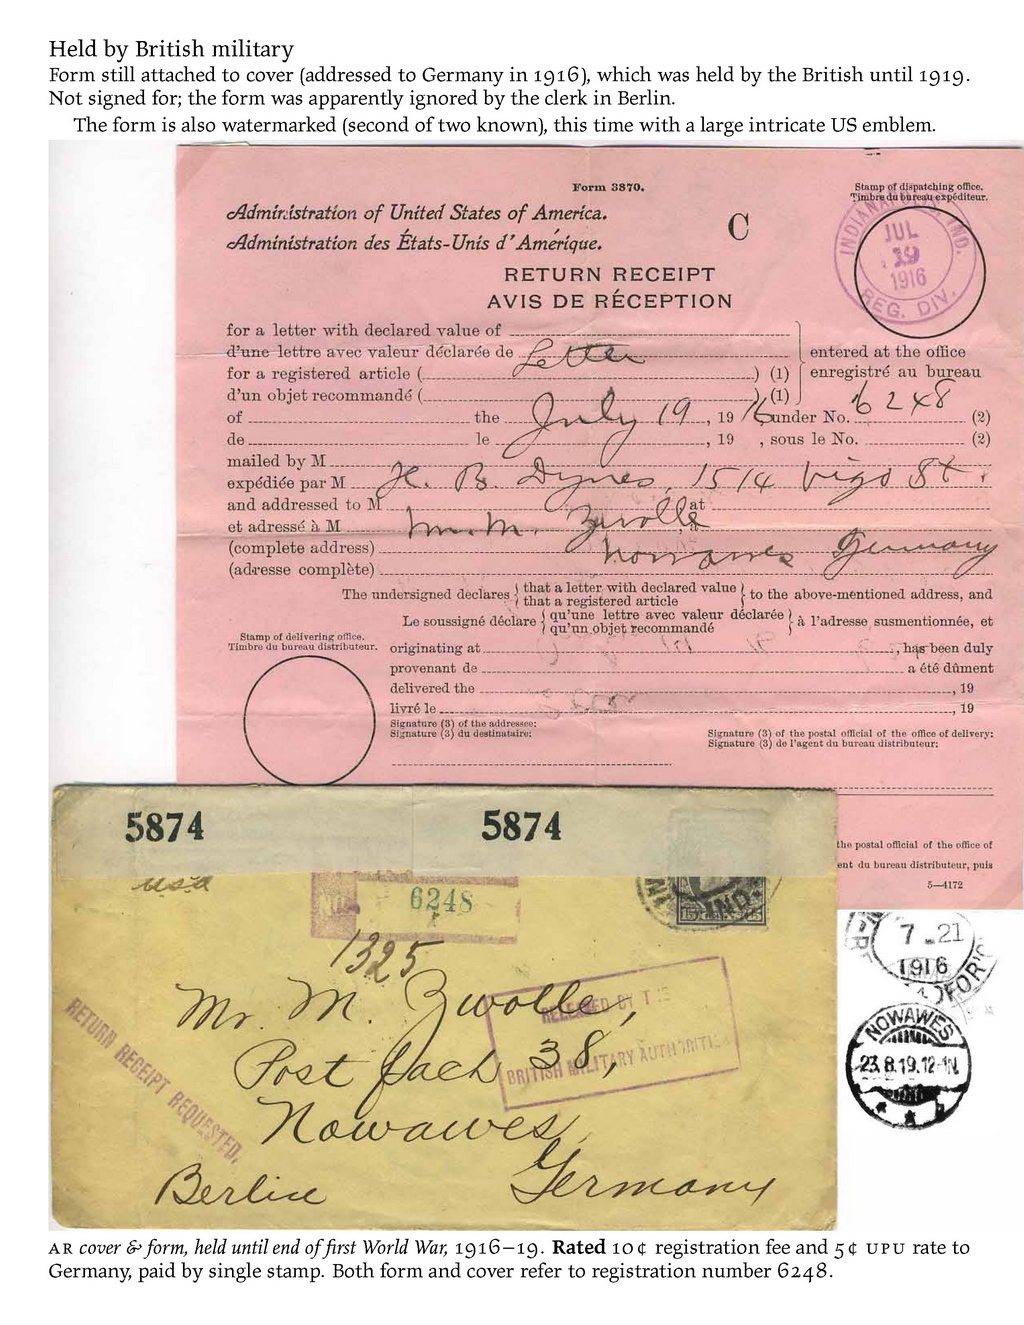 Held by British military
Form still attached to cover (addressed to Germany in 1916), which was held by the British until 1919.
Not signed for; the form was apparently ignored by the clerk in Berlin.
The form is also watermarked (second of two known), this time with a large intricate US emblem.
Form 3870.
Stamp of dispatching office.
Timbre du bureau expéditeur.
Administration of United States of America.
Administration des États-Unis d'Amérique.
C
INDIANAPOLIS, IND.
JUL
19
1916
REG. DIV.
RETURN RECEIPT
AVIS DE RÉCEPTION
for a letter with declared value of
d'une lettre avec valeur déclarée de Letter
entered at the office
for a registered article ( ) (1)
enregistré au bureau
d'un objet recommandé ( ) (1)
of the July 19, 1916 under No. 6248 (2)
de le , 19 , sous le No. (2)
mailed by M
expédiée par M H. B. Dynes, 1514 Vigo St.
and addressed to M at
et adressé à M Mr. M. Zwolle à
(complete address) Nowawes Germany
(adresse complète)
The undersigned declares { that a letter with declared value / that a registered article } to the above-mentioned address, and
Le soussigné déclare { qu'une lettre avec valeur déclarée / qu'un objet recommandé } à l'adresse susmentionnée, et
Stamp of delivering office.
Timbre du bureau distributeur.
originating at , has been duly
provenant de a été dûment
delivered the , 19
livré le , 19
Signature (3) of the addressee:
Signature (3) du destinataire:
Signature (3) of the postal official of the office of delivery:
Signature (3) de l'agent du bureau distributeur:
the postal official of the office of
ent du bureau distributeur, puis
5—4172
5874 5874
USA
6248
IND.
15
1325
Mr. M. Zwolle,
Post fach 38,
Nowawes,
Berlin Germany
RELEASED BY THE
BRITISH MILITARY AUTHORITIES
RETURN RECEIPT REQUESTED.
7 21
1916
NOWAWES
23.8.19.12-1N.
AR cover & form, held until end of first World War, 1916–19. Rated 10¢ registration fee and 5¢ UPU rate to
Germany, paid by single stamp. Both form and cover refer to registration number 6248.